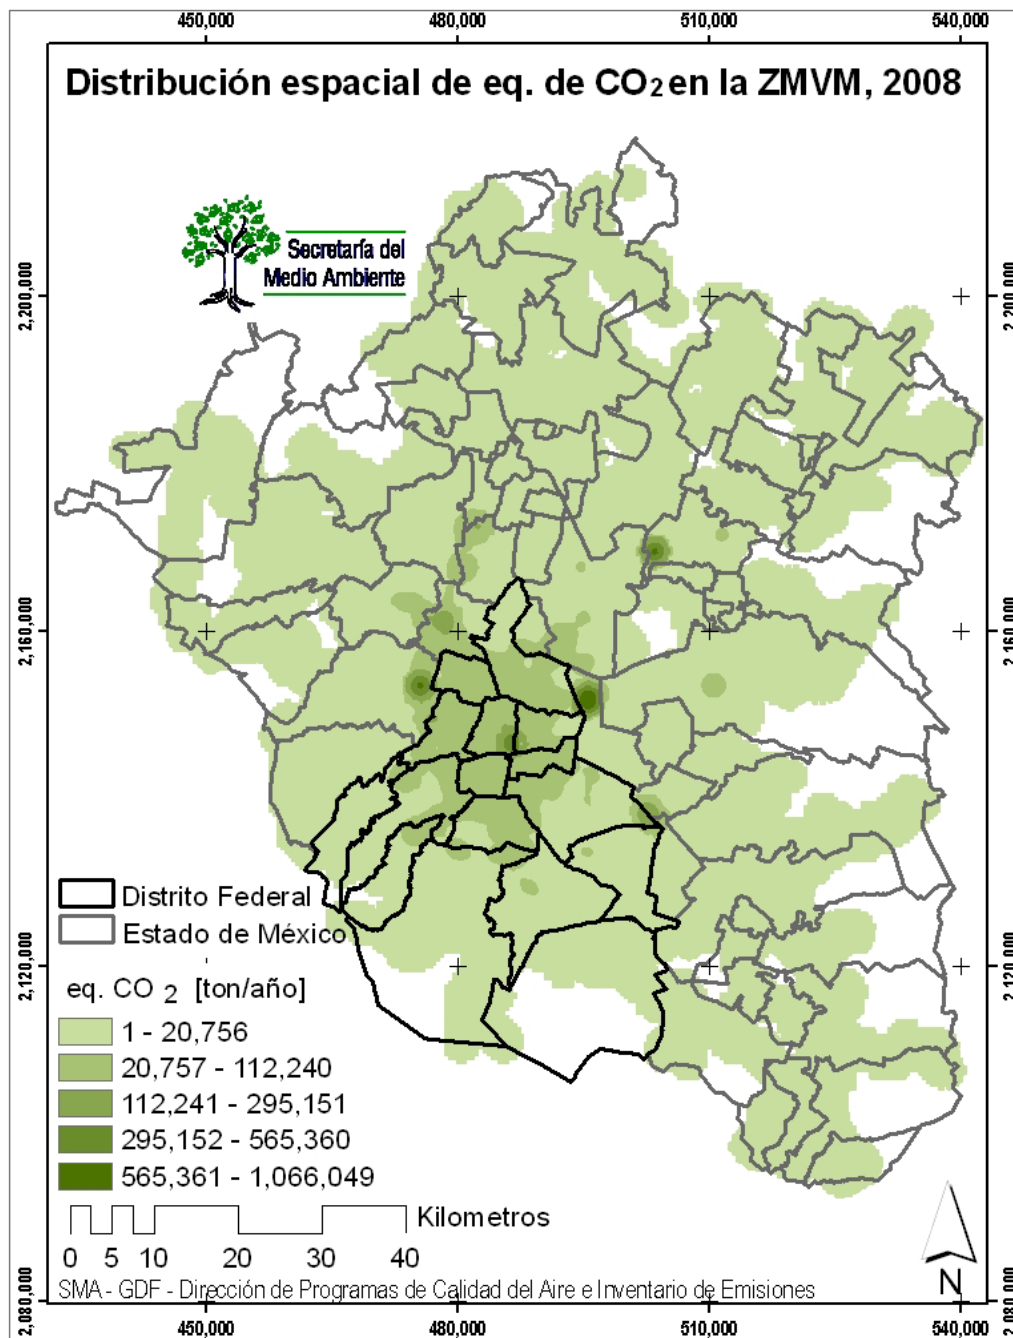 450,000 480,000 510,000 540,000
Distribución espacial de eq. de CO2 en la ZMVM, 2008
Secretaría del
Medio Ambiente
2,200,000 2,200,000
2,160,000 2,160,000
Distrito Federal
Estado de México
2,120,000 2,120,000
eq. CO 2 [ton/año]
1 - 20,756
20,757 - 112,240
112,241 - 295,151
295,152 - 565,360
565,361 - 1,066,049
Kilometros
0 5 10 20 30 40
N
SMA - GDF - Dirección de Programas de Calidad del Aire e Inventario de Emisiones
2,080,000 2,080,000
450,000 480,000 510,000 540,000